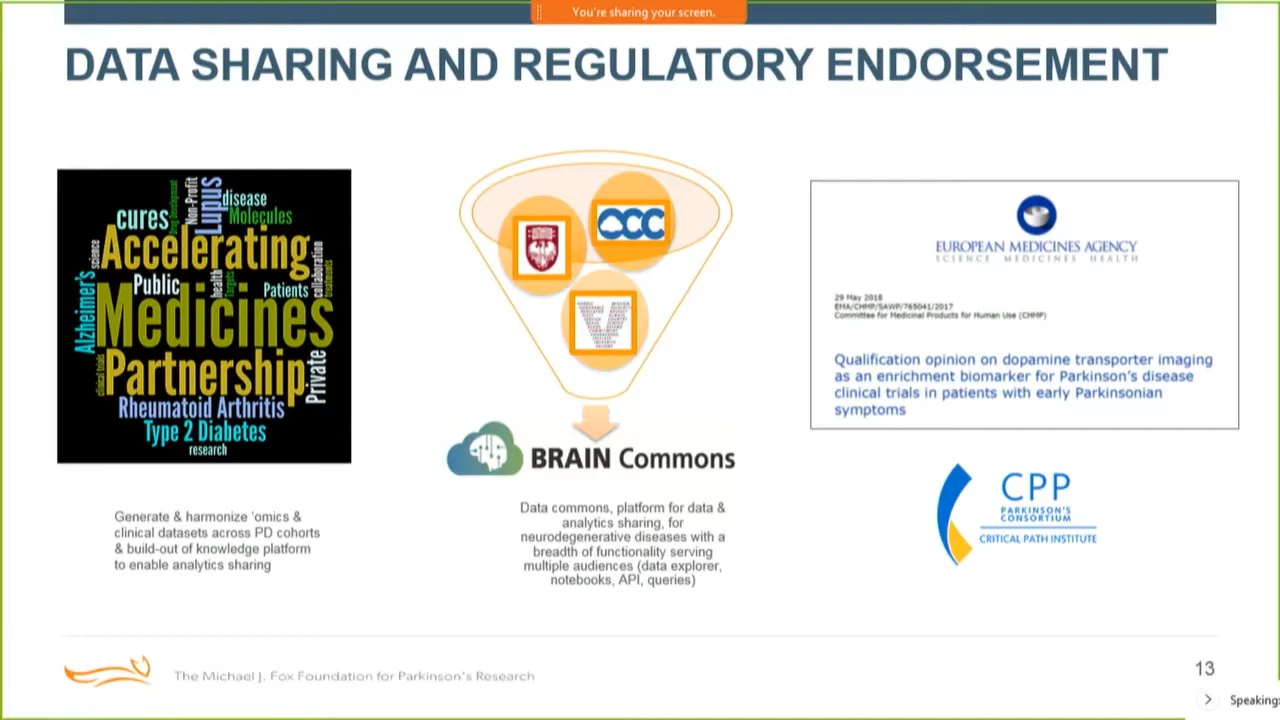 You're sharing your screen.
DATA SHARING AND REGULATORY ENDORSEMENT
cures
Drug Development
Non-Profit
Lupus
disease
Molecules
science
Accelerating
collaboration
Public
health
Targets
Patients
treatments
Alzheimer's
Medicines
clinical trials
Partnership
Private
Rheumatoid Arthritis
Type 2 Diabetes
research
Generate & harmonize 'omics &
clinical datasets across PD cohorts
& build-out of knowledge platform
to enable analytics sharing
OCC
BRAIN Commons
Data commons, platform for data &
analytics sharing, for
neurodegenerative diseases with a
breadth of functionality serving
multiple audiences (data explorer,
notebooks, API, queries)
EUROPEAN MEDICINES AGENCY
SCIENCE MEDICINES HEALTH
29 May 2018
EMA/CHMP/SAWP/765041/2017
Committee for Medicinal Products for Human Use (CHMP)
Qualification opinion on dopamine transporter imaging
as an enrichment biomarker for Parkinson's disease
clinical trials in patients with early Parkinsonian
symptoms
CPP
PARKINSON'S
CONSORTIUM
CRITICAL PATH INSTITUTE
The Michael J. Fox Foundation for Parkinson's Research
13
Speaking: